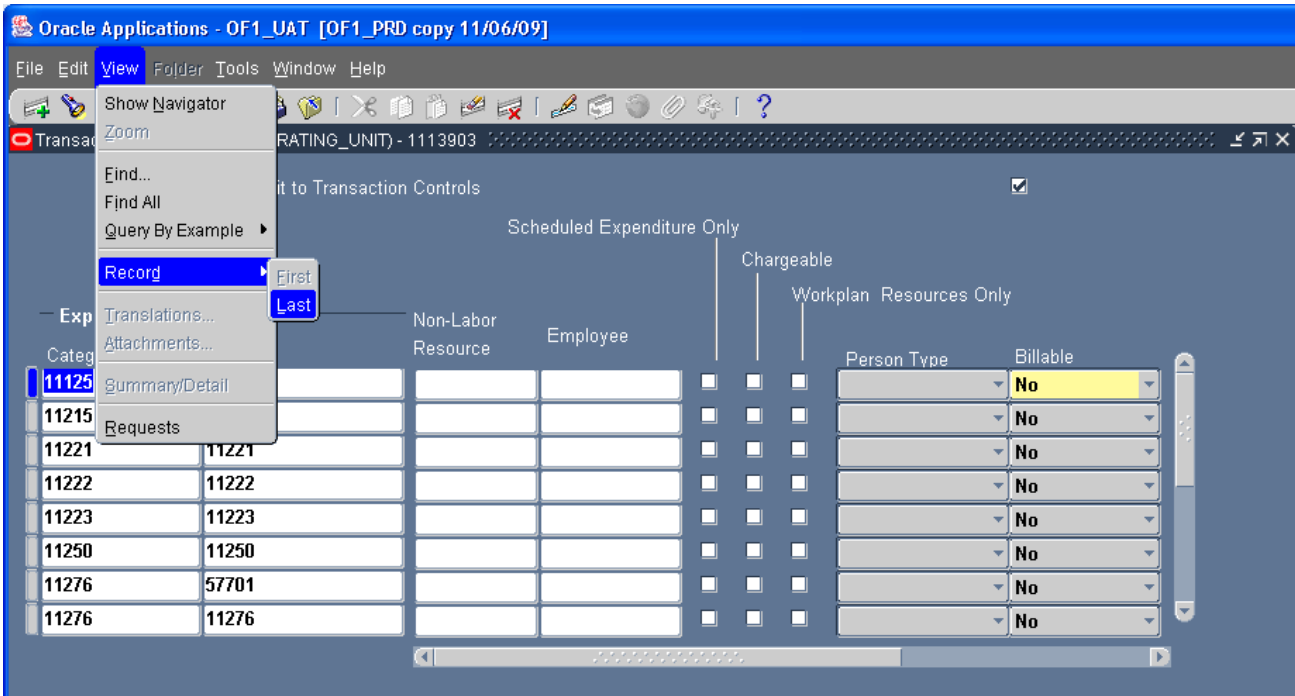 Oracle Applications - OF1_UAT [OF1_PRD copy 11/06/09]
File Edit View Folder Tools Window Help
Show Navigator
Zoom
Find...
Find All
Query By Example
Record
First
Last
Translations...
Attachments...
Summary/Detail
Requests
Transac RATING_UNIT) - 1113903
it to Transaction Controls
Scheduled Expenditure Only
Chargeable
Workplan Resources Only
Exp
Categ
Non-Labor
Resource
Employee
Person Type
Billable
11125 No
11215 No
11221 11221 No
11222 11222 No
11223 11223 No
11250 11250 No
11276 57701 No
11276 11276 No